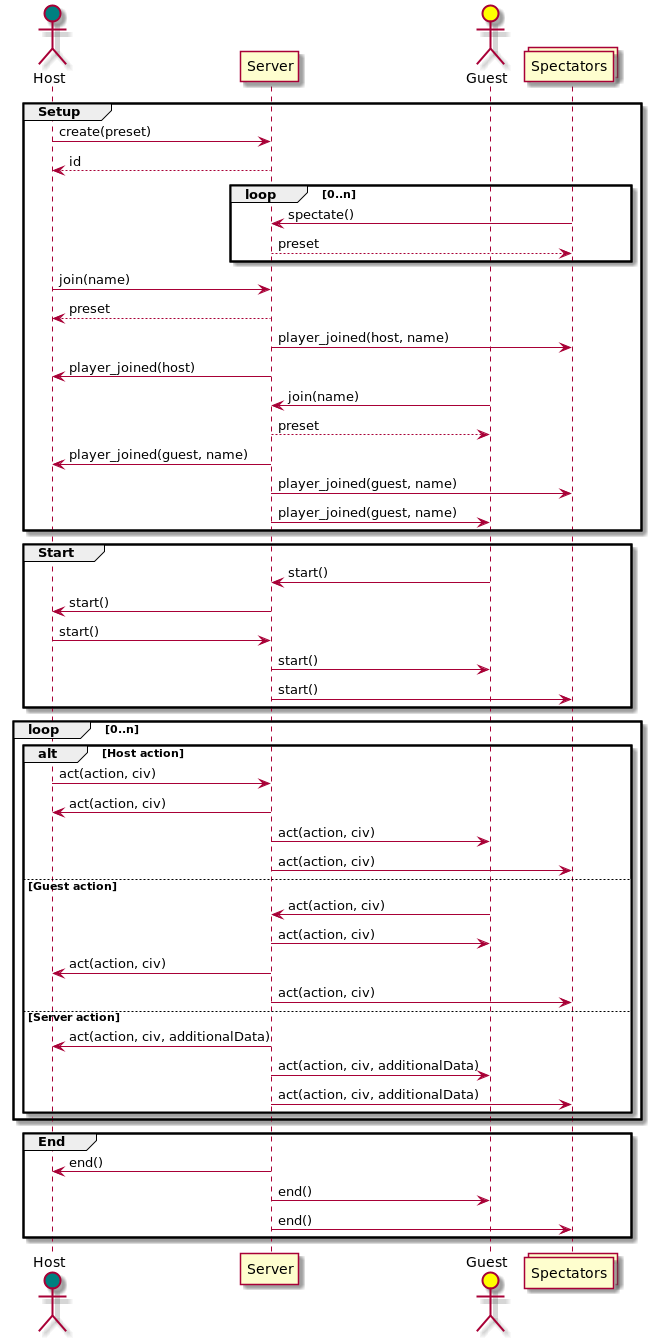 Host
Server
Guest
Spectators
Setup
create(preset)
id
loop [0..n]
spectate()
preset
join(name)
preset
player_joined(host, name)
player_joined(host)
join(name)
preset
player_joined(guest, name)
player_joined(guest, name)
player_joined(guest, name)
Start
start()
start()
start()
start()
start()
loop [0..n]
alt [Host action]
act(action, civ)
act(action, civ)
act(action, civ)
act(action, civ)
[Guest action]
act(action, civ)
act(action, civ)
act(action, civ)
act(action, civ)
[Server action]
act(action, civ, additionalData)
act(action, civ, additionalData)
act(action, civ, additionalData)
End
end()
end()
end()
Host
Server
Guest
Spectators